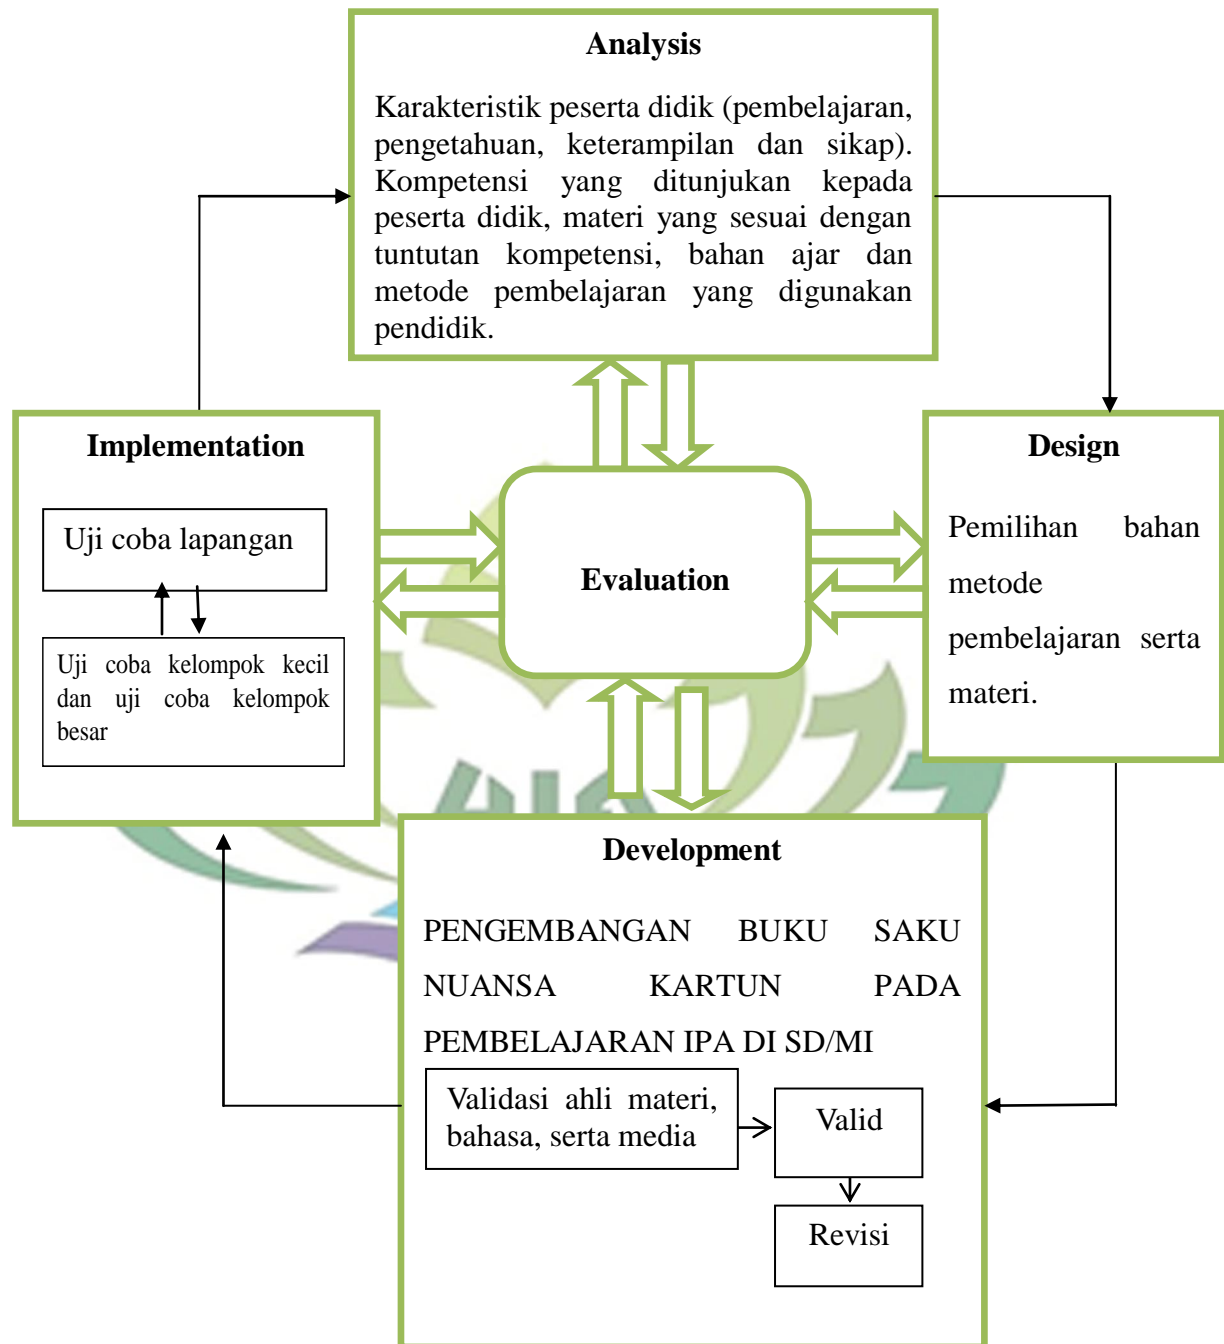 Analysis
Karakteristik peserta didik (pembelajaran,
pengetahuan, keterampilan dan sikap).
Kompetensi yang ditunjukan kepada
peserta didik, materi yang sesuai dengan
tuntutan kompetensi, bahan ajar dan
metode pembelajaran yang digunakan
pendidik.
Implementation
Uji coba lapangan
Uji coba kelompok kecil
dan uji coba kelompok
besar
Evaluation
Design
Pemilihan bahan
metode
pembelajaran serta
materi.
Development
PENGEMBANGAN BUKU SAKU
NUANSA KARTUN PADA
PEMBELAJARAN IPA DI SD/MI
Validasi ahli materi,
bahasa, serta media
Valid
Revisi